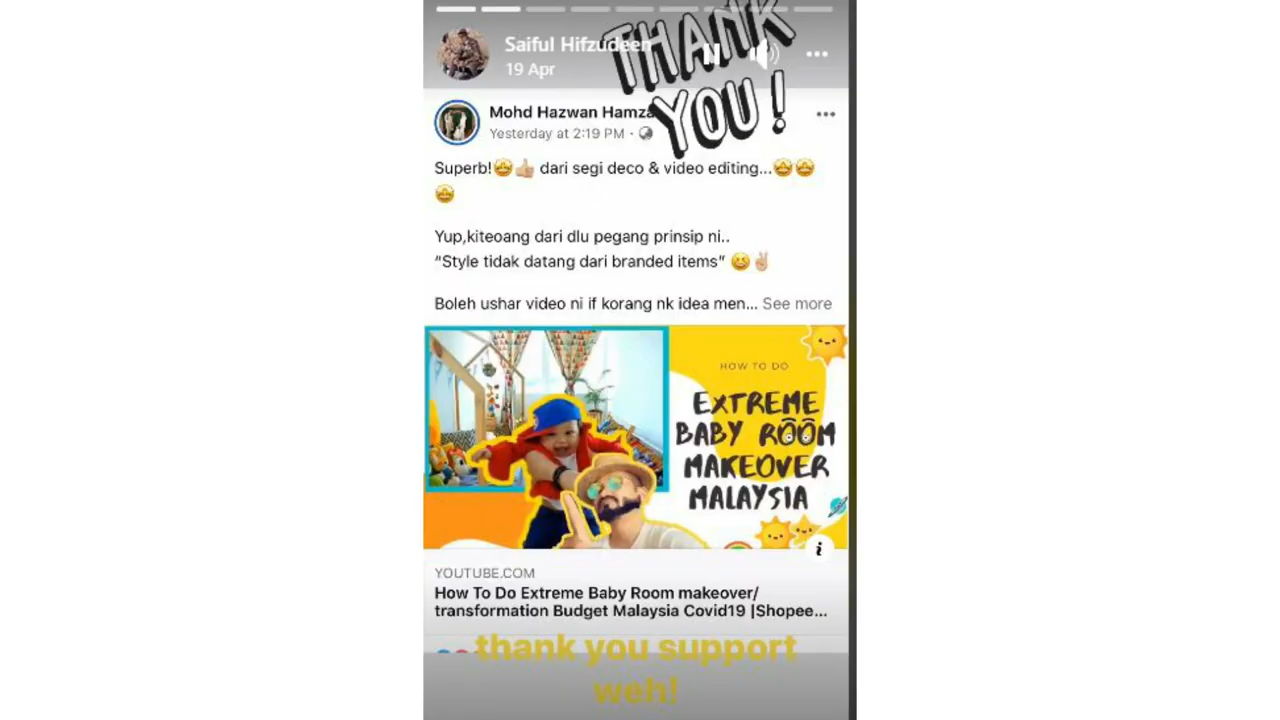 Saiful Hifzudeen
19 Apr
THANK
YOU!
Mohd Hazwan Hamza
Yesterday at 2:19 PM ·
Superb!🤩👍🏼 dari segi deco & video editing...🤩🤩
🤩
Yup,kiteoang dari dlu pegang prinsip ni..
“Style tidak datang dari branded items” 😆✌🏼
Boleh ushar video ni if korang nk idea men... See more
HOW TO DO
EXTREME
BABY ROOM
MAKEOVER
MALAYSIA
YOUTUBE.COM
How To Do Extreme Baby Room makeover/
transformation Budget Malaysia Covid19 |Shopee...
thank you support
weh!